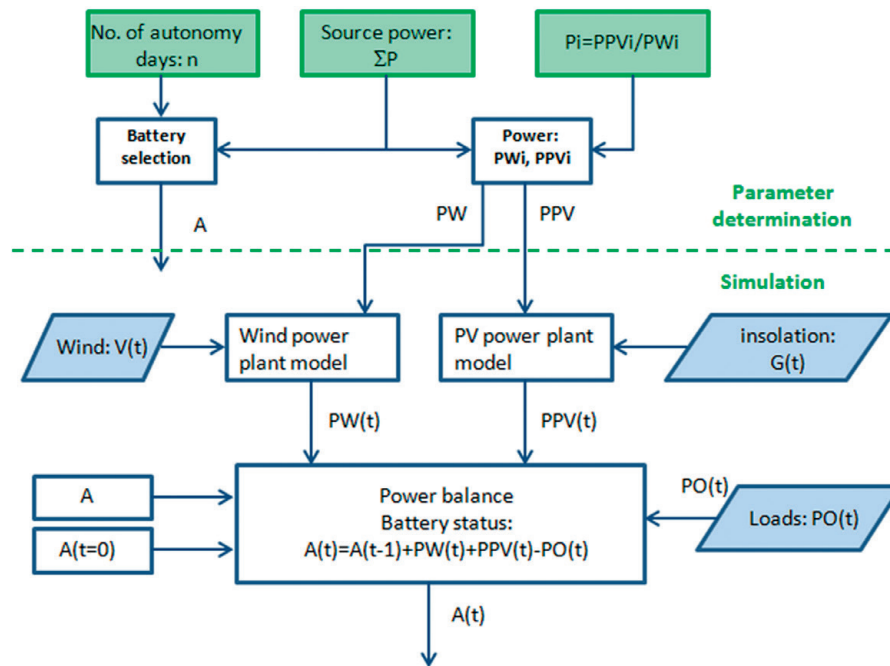 No. of autonomy
days: n
Source power:
ΣP
Pi=PPVi/PWi
Battery
selection
Power:
PWi, PPVi
A
PW
PPV
Parameter
determination
Simulation
Wind: V(t)
Wind power
plant model
PV power plant
model
insolation:
G(t)
PW(t)
PPV(t)
A
A(t=0)
Power balance
Battery status:
A(t)=A(t-1)+PW(t)+PPV(t)-PO(t)
PO(t)
Loads: PO(t)
A(t)